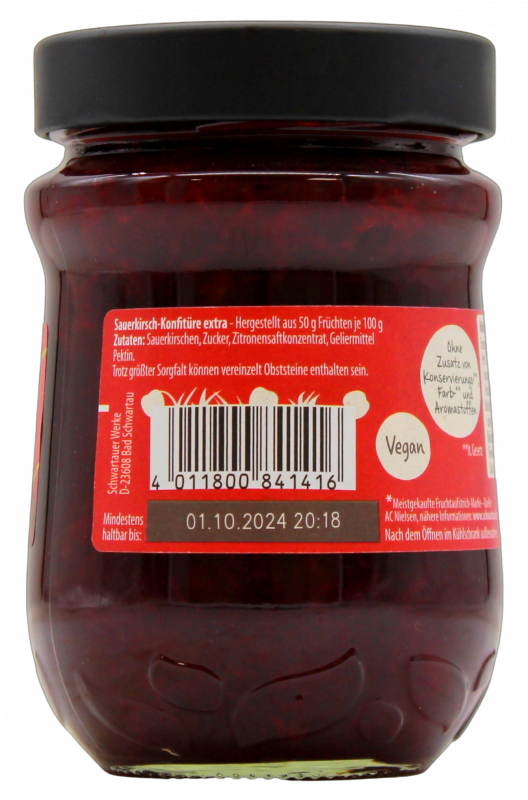 Sauerkirsch-Konfitüre extra - Hergestellt aus 50 g Früchten je 100 g
Zutaten: Sauerkirschen, Zucker, Zitronensaftkonzentrat, Geliermittel
Pektin.
Trotz größter Sorgfalt können vereinzelt Obststeine enthalten sein.
Schwartauer Werke
D-23608 Bad Schwartau
4 011800 841416
Mindestens
haltbar bis:
01.10.2024 20:18
Ohne
Zusatz von
Konservierungs-**
Farb-** und
Aromastoffen
Vegan
**lt. Gesetz
*Meistgekaufte Fruchtaufstrich-Marke -
AC Nielsen, nähere Informationen:
Nach dem Öffnen im Kühlschrank